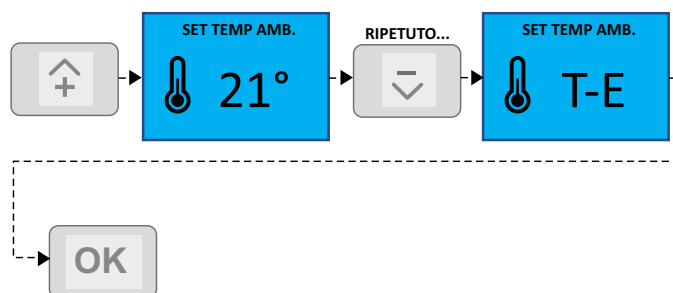 SET TEMP AMB.
21°
RIPETUTO...
SET TEMP AMB.
T-E
OK